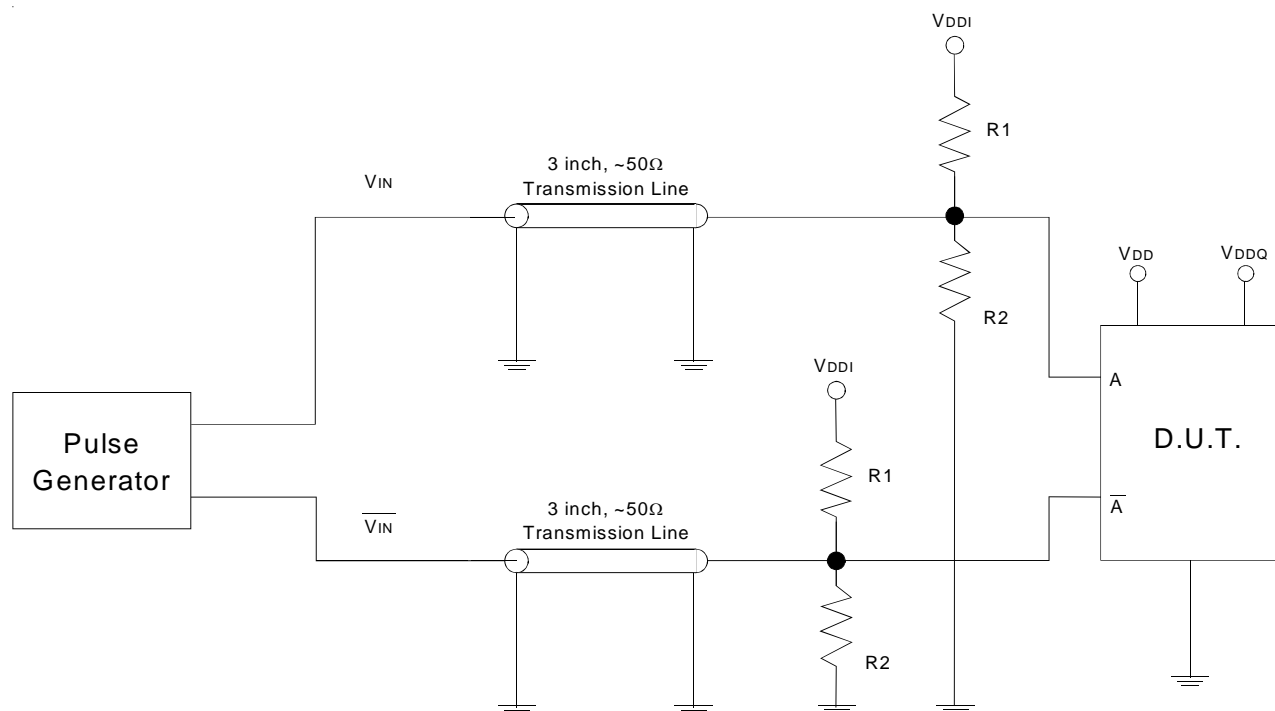 VDDI
R1
3 inch, ~50Ω
Transmission Line
VIN
R2
VDD
VDDQ
VDDI
A
Pulse
Generator
D.U.T.
R1
A̅
3 inch, ~50Ω
Transmission Line
V̅I̅N̅
R2